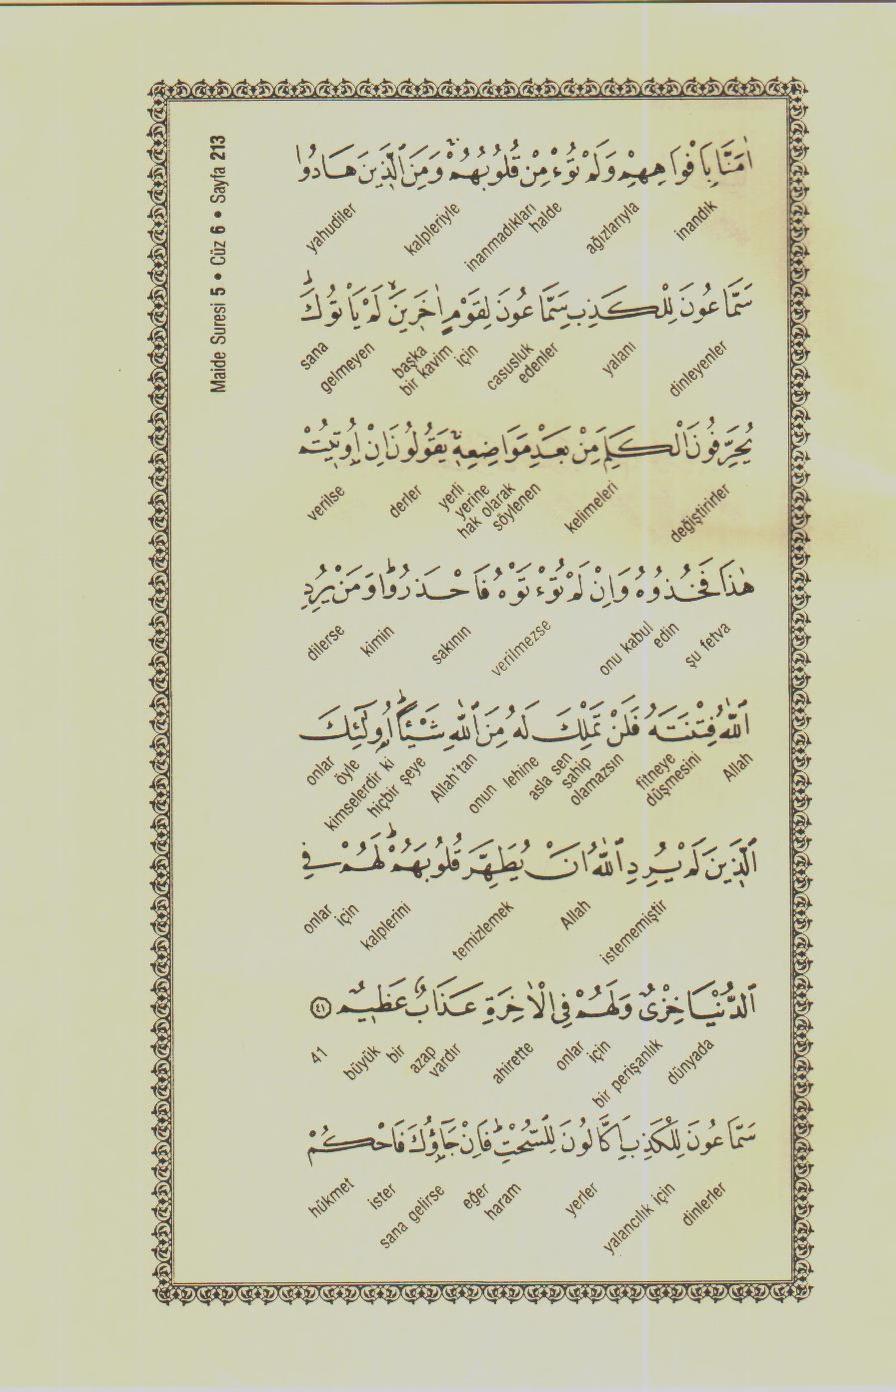 Maide Suresi 5 • Cüz 6 • Sayfa 213
اٰمَنَّا بِاَفْوَاهِهِمْ وَلَمْ تُؤْمِنْ قُلُوبُهُمْۛ وَمِنَ الَّذ۪ينَ هَادُواۛ
inandık ağızlarıyla inanmadıkları halde kalpleriyle yahudiler
سَمَّاعُونَ لِلْكَذِبِ سَمَّاعُونَ لِقَوْمٍ اٰخَر۪ينَۙ لَمْ يَأْتُوكَۜ
dinleyenler yalanı casusluk edenler için başka bir kavim gelmeyen sana
يُحَرِّفُونَ الْكَلِمَ مِنْ بَعْدِ مَوَاضِعِه۪ۚ يَقُولُونَ اِنْ اُو۫ت۪يتُمْ
değiştirirler kelimeleri hak olarak söylenen yerli yerine derler verilse
هٰذَا فَخُذُوهُ وَاِنْ لَمْ تُؤْتَوْهُ فَاحْذَرُواۜ وَمَنْ يُرِدِ
şu fetva onu kabul edin verilmezse sakının kimin dilerse
اللّٰهُ فِتْنَتَهُ فَلَنْ تَمْلِكَ لَهُ مِنَ اللّٰهِ شَيْـًٔاۜ اُو۬لٰٓئِكَ
Allah fitneye düşmesini asla sen sahip olamazsın onun lehine Allah'tan hiçbir şeye öyle kimselerdir ki onlar
الَّذ۪ينَ لَمْ يُرِدِ اللّٰهُ اَنْ يُطَهِّرَ قُلُوبَهُمْۜ لَهُمْ فِي
istememiştir Allah temizlemek kalplerini onlar için
الدُّنْيَا خِزْيٌۚ وَلَهُمْ فِي الْاٰخِرَةِ عَذَابٌ عَظ۪يمٌ ﴿٤١﴾
dünyada bir perişanlık onlar için ahirette azap vardır bir büyük 41
سَمَّاعُونَ لِلْكَذِبِ اَكَّالُونَ لِلسُّحْتِۜ فَاِنْ جَٓاؤُ۫كَ فَاحْكُمْ
dinlerler yalancılık için yerler haram eğer sana gelirse ister hükmet